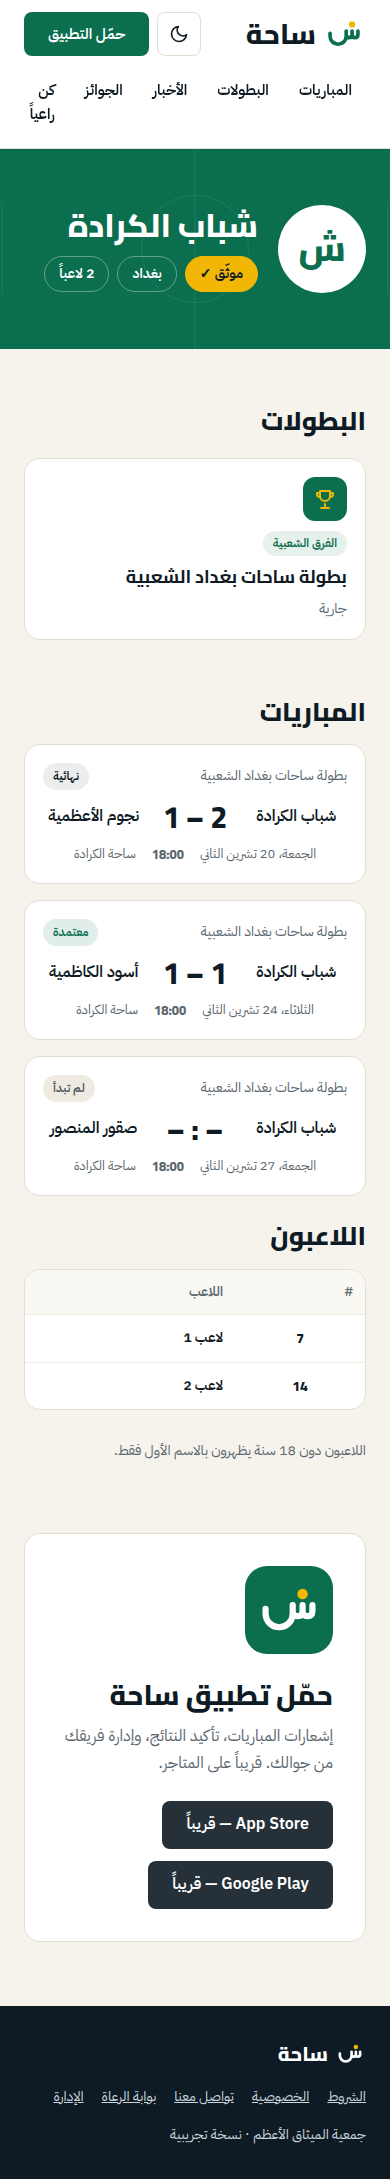 ساحة
حمّل التطبيق
المباريات
البطولات
الأخبار
الجوائز
كن راعياً
ش
شباب الكرادة
موثّق ✓
بغداد
2 لاعباً
البطولات
الفرق الشعبية
بطولة ساحات بغداد الشعبية
جارية
المباريات
بطولة ساحات بغداد الشعبية نهائية
شباب الكرادة 2 – 1 نجوم الأعظمية
الجمعة، 20 تشرين الثاني 18:00 ساحة الكرادة
بطولة ساحات بغداد الشعبية معتمدة
شباب الكرادة 1 – 1 أسود الكاظمية
الثلاثاء، 24 تشرين الثاني 18:00 ساحة الكرادة
بطولة ساحات بغداد الشعبية لم تبدأ
شباب الكرادة – : – صقور المنصور
الجمعة، 27 تشرين الثاني 18:00 ساحة الكرادة
اللاعبون
# اللاعب
7 لاعب 1
14 لاعب 2
اللاعبون دون 18 سنة يظهرون بالاسم الأول فقط.
حمّل تطبيق ساحة
إشعارات المباريات، تأكيد النتائج، وإدارة فريقك
من جوالك. قريباً على المتاجر.
App Store — قريباً
Google Play — قريباً
ساحة
الشروط الخصوصية تواصل معنا بوابة الرعاة الإدارة
جمعية الميثاق الأعظم · نسخة تجريبية